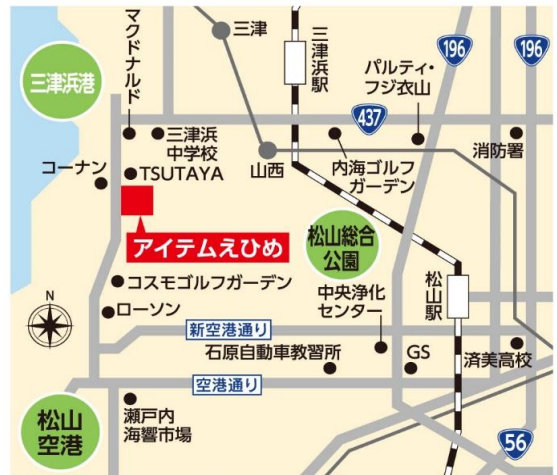 マクドナルド
三津
三津浜駅
196
196
三津浜港
パルティ・
フジ衣山
437
三津浜
中学校
山西
内海ゴルフ
ガーデン
消防署
コーナン
TSUTAYA
アイテムえひめ
松山総合
公園
松山駅
コスモゴルフガーデン
中央浄化
センター
N
ローソン
新空港通り
石原自動車教習所
GS
済美高校
空港通り
松山
空港
瀬戸内
海響市場
56